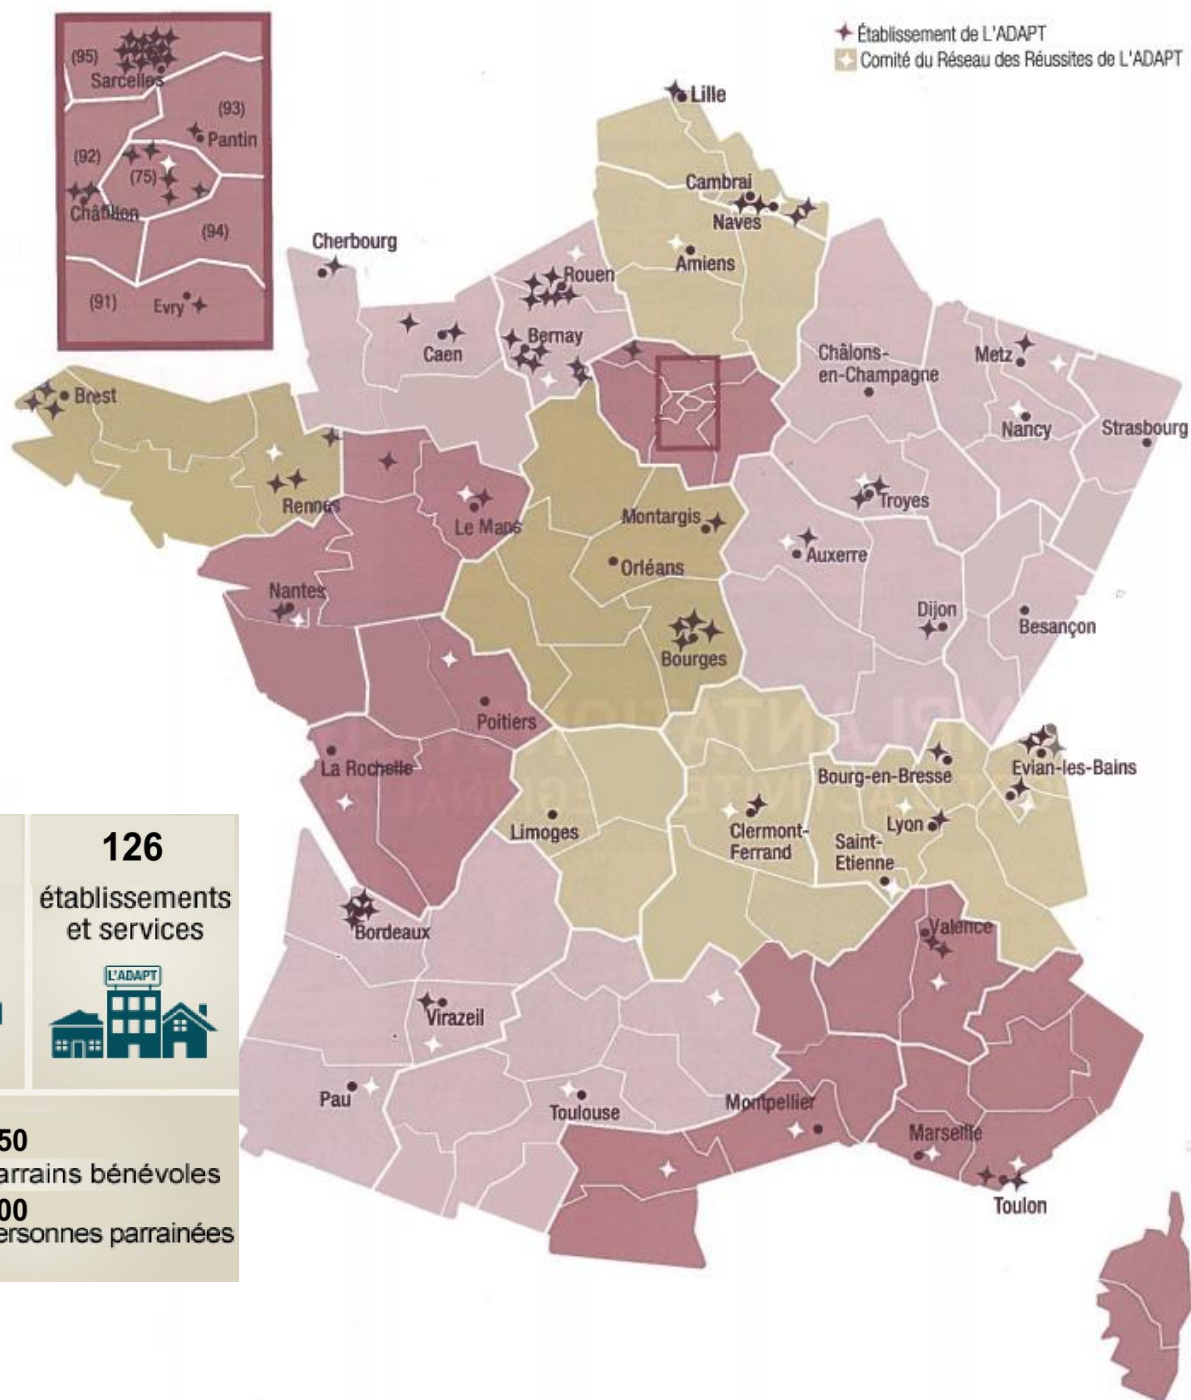 Établissement de L'ADAPT
Comité du Réseau des Réussites de L'ADAPT
(95)
Sarcelles
(93)
Pantin
(92)
(75)
Châtillon
(94)
(91)
Evry
Lille
Cambrai
Naves
Amiens
Cherbourg
Rouen
Caen
Bernay
Châlons-
en-Champagne
Metz
Nancy
Strasbourg
Brest
Rennes
Le Mans
Troyes
Montargis
Auxerre
Orléans
Nantes
Dijon
Besançon
Bourges
Poitiers
La Rochelle
Bourg-en-Bresse
Evian-les-Bains
Limoges
Clermont-
Ferrand
Lyon
Saint-
Etienne
126
établissements
et services
L'ADAPT
Bordeaux
Valence
Virazeil
Pau
Toulouse
Montpellier
Marseille
Toulon
50
arrains bénévoles
00
ersonnes parrainées